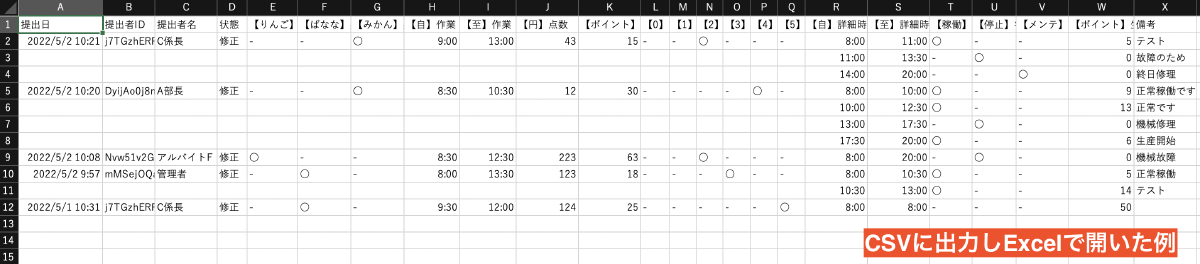 A B C D E F G H I J K L M N O P Q R S T U V W X
1 提出日 提出者ID 提出者名 状態 【りんご】 【ばなな】 【みかん】 【自】作業 【至】作業 【円】点数 【ポイント】 【0】 【1】 【2】 【3】 【4】 【5】 【自】詳細時 【至】詳細時 【稼働】 【停止】 【メンテ】 【ポイント】 備考
2 2022/5/2 10:21 j7TGzhERF C係長 修正 - - ○ 9:00 13:00 43 15 - - ○ - - - 8:00 11:00 ○ - - 5 テスト
3 11:00 13:30 - ○ - 0 故障のため
4 14:00 20:00 - - ○ 0 終日修理
5 2022/5/2 10:20 DyijAo0j8n A部長 修正 - - ○ 8:30 10:30 12 30 - - - - ○ - 8:00 10:00 ○ - - 9 正常稼働です
6 10:00 12:30 ○ - - 13 正常です
7 13:00 17:30 - ○ - 0 機械修理
8 17:30 20:00 ○ - - 6 生産開始
9 2022/5/2 10:08 Nvw51v2G アルバイトF 修正 ○ - - 8:30 12:30 223 63 - - ○ - - - 8:00 20:00 - ○ - 0 機械故障
10 2022/5/2 9:57 mMSejOQ 管理者 修正 - ○ - 8:00 13:30 123 18 - - - ○ - - 8:00 10:30 ○ - - 5 正常稼働
11 10:30 13:00 ○ - - 14 テスト
12 2022/5/1 10:31 j7TGzhERF C係長 修正 - ○ - 9:30 12:00 124 25 - - - - - ○ 8:00 8:00 - - - 50
13
14
15
CSVに出力しExcelで開いた例